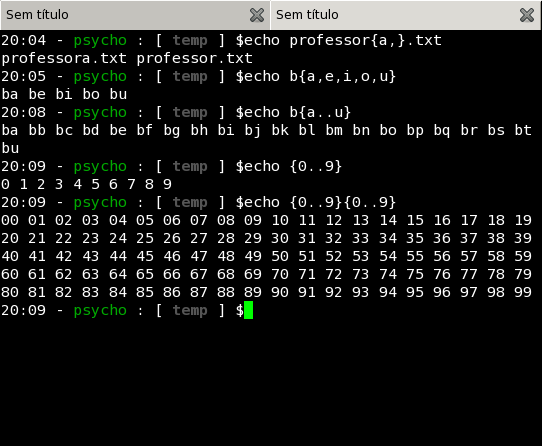 Sem título Sem título
20:04 - psycho : [ temp ] $echo professor{a,}.txt
professora.txt professor.txt
20:05 - psycho : [ temp ] $echo b{a,e,i,o,u}
ba be bi bo bu
20:08 - psycho : [ temp ] $echo b{a..u}
ba bb bc bd be bf bg bh bi bj bk bl bm bn bo bp bq br bs bt
bu
20:09 - psycho : [ temp ] $echo {0..9}
0 1 2 3 4 5 6 7 8 9
20:09 - psycho : [ temp ] $echo {0..9}{0..9}
00 01 02 03 04 05 06 07 08 09 10 11 12 13 14 15 16 17 18 19
20 21 22 23 24 25 26 27 28 29 30 31 32 33 34 35 36 37 38 39
40 41 42 43 44 45 46 47 48 49 50 51 52 53 54 55 56 57 58 59
60 61 62 63 64 65 66 67 68 69 70 71 72 73 74 75 76 77 78 79
80 81 82 83 84 85 86 87 88 89 90 91 92 93 94 95 96 97 98 99
20:09 - psycho : [ temp ] $